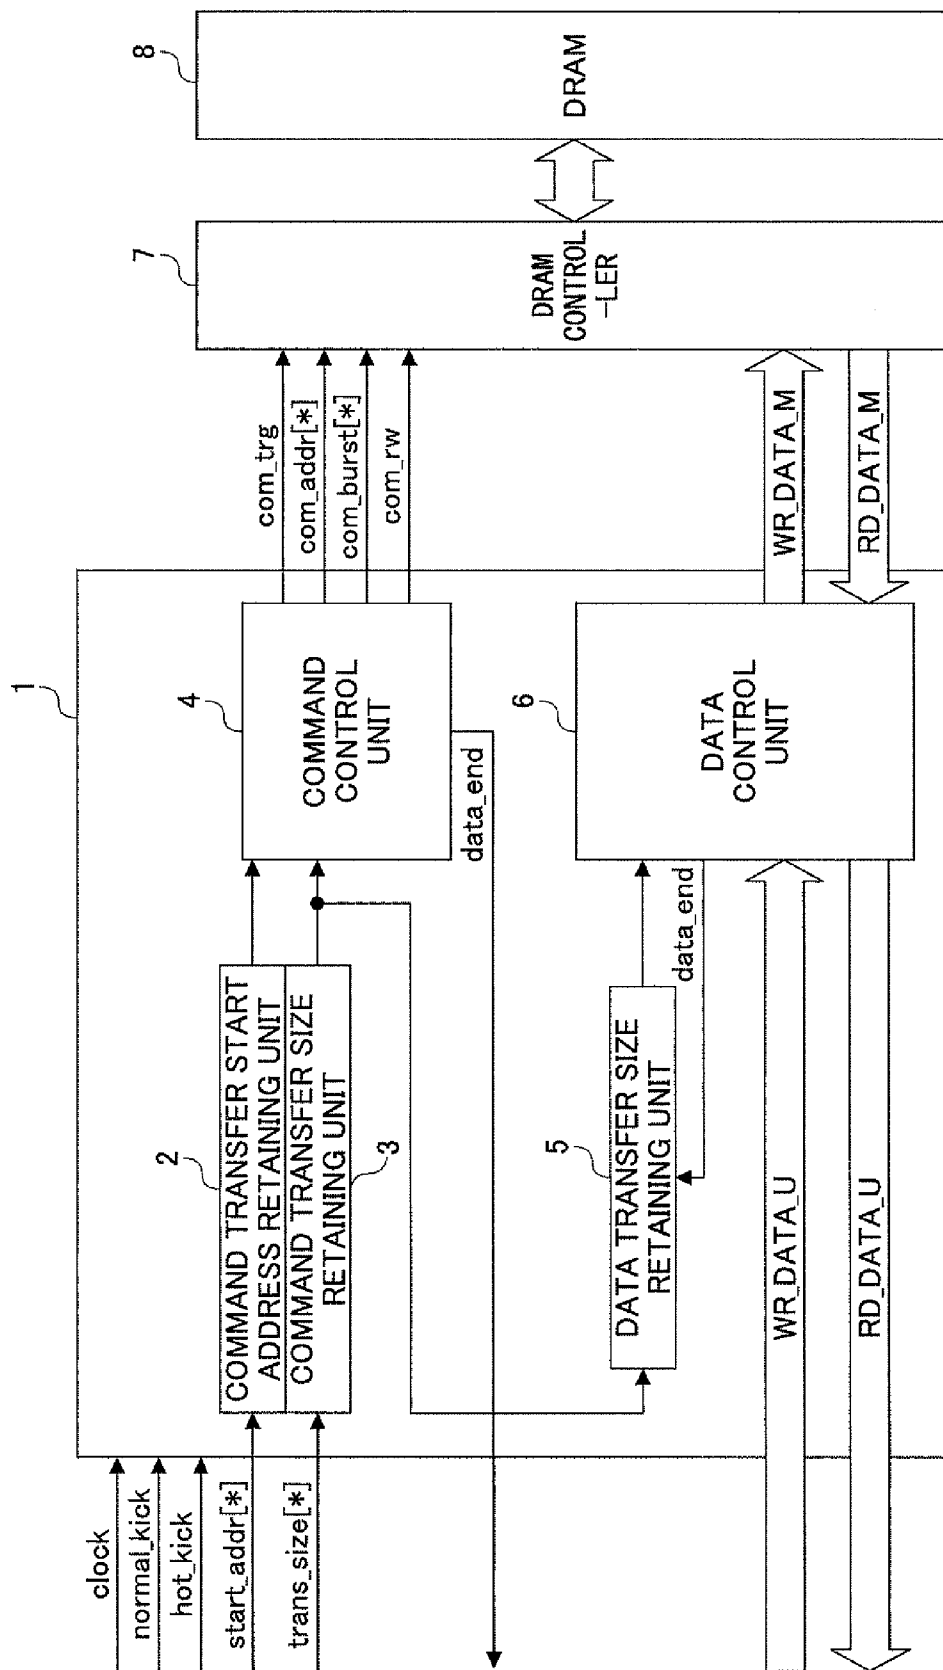 clock
normal_kick
hot_kick
start_addr[*]
trans_size[*]
1
2
COMMAND TRANSFER START
ADDRESS RETAINING UNIT
COMMAND TRANSFER SIZE
RETAINING UNIT
3
4
COMMAND
CONTROL
UNIT
data_end
com_trg
com_addr[*]
com_burst[*]
com_rw
5
DATA TRANSFER SIZE
RETAINING UNIT
data_end
6
DATA
CONTROL
UNIT
WR_DATA_U
RD_DATA_U
WR_DATA_M
RD_DATA_M
7
DRAM
CONTROL
-LER
8
DRAM